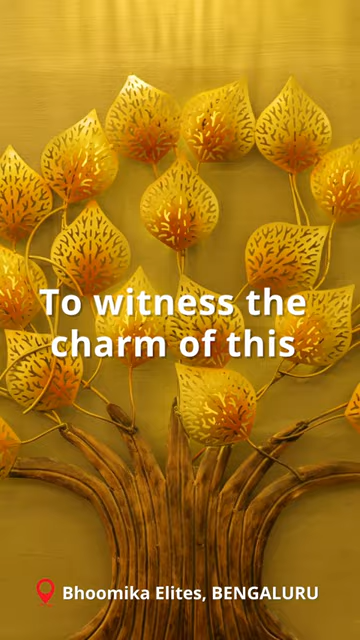 To witness the
charm of this
Bhoomika Elites, BENGALURU